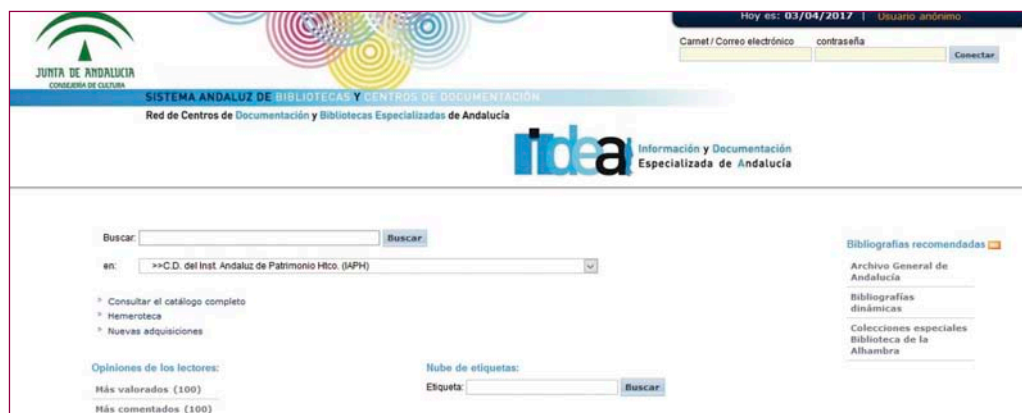 Hoy es: 03/04/2017 | Usuario anónimo
Carnet / Correo electrónico contraseña
Conectar
JUNTA DE ANDALUCIA
CONSEJERÍA DE CULTURA
SISTEMA ANDALUZ DE BIBLIOTECAS Y CENTROS DE DOCUMENTACIÓN
Red de Centros de Documentación y Bibliotecas Especializadas de Andalucía
idea Información y Documentación
Especializada de Andalucía
Buscar: Buscar
en: >>C.D. del Inst. Andaluz de Patrimonio Htco. (IAPH)
Consultar el catálogo completo
Hemeroteca
Nuevas adquisiciones
Opiniones de los lectores:
Más valorados (100)
Más comentados (100)
Nube de etiquetas:
Etiqueta: Buscar
Bibliografías recomendadas
Archivo General de
Andalucía
Bibliografías
dinámicas
Colecciones especiales
Biblioteca de la
Alhambra